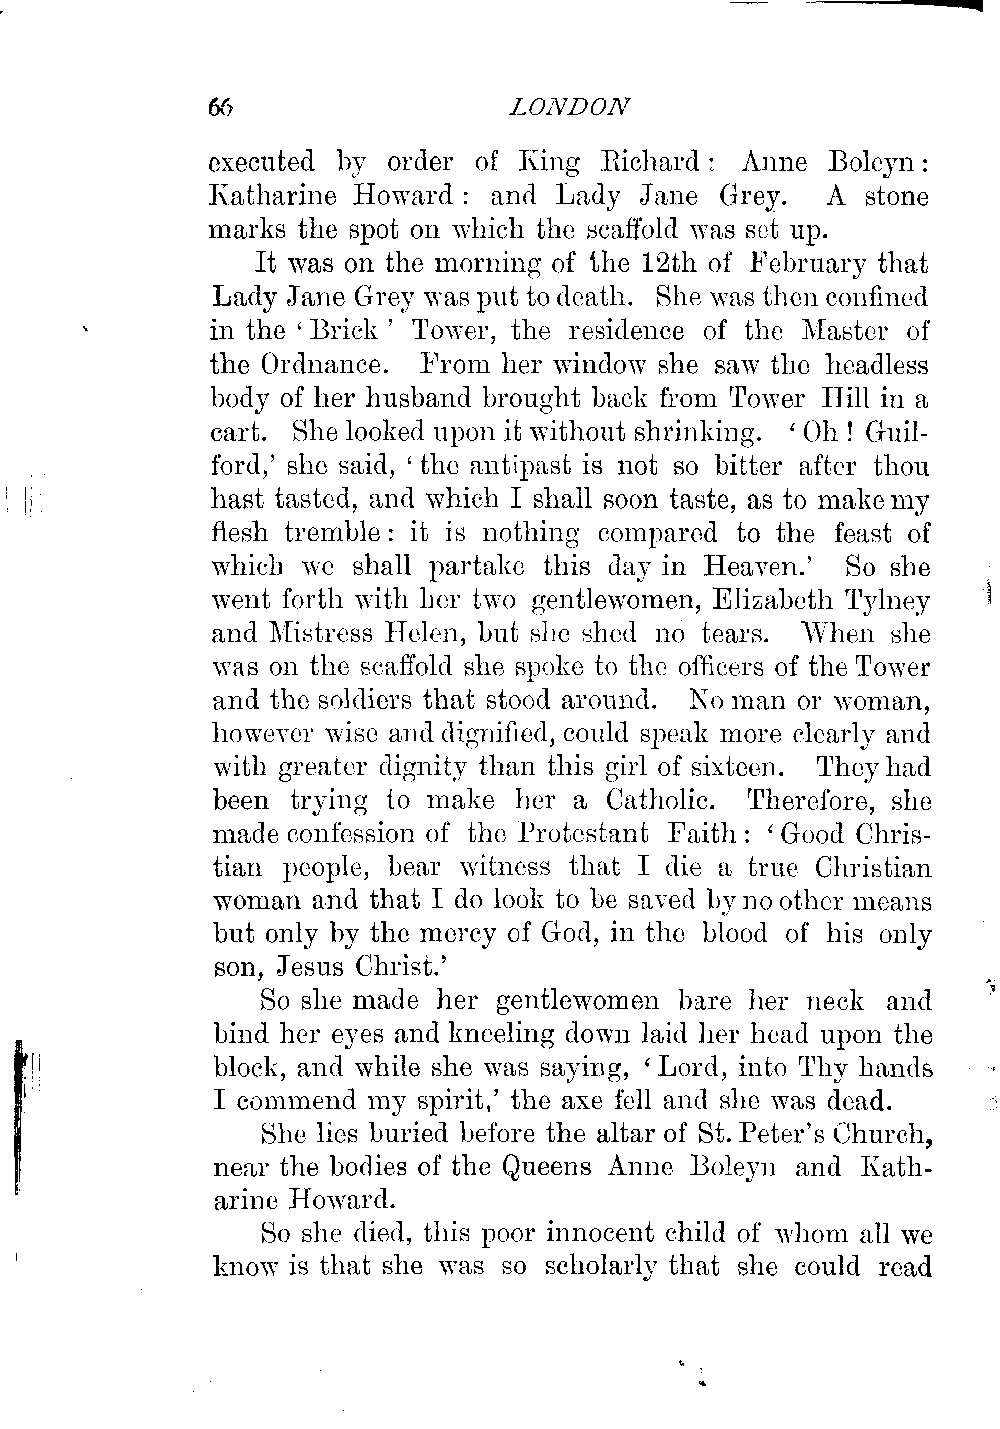 66 LONDON
executed by order of King Richard: Anne Boleyn:
Katharine Howard: and Lady Jane Grey. A stone
marks the spot on which the scaffold was set up.
It was on the morning of the 12th of February that
Lady Jane Grey was put to death. She was then confined
in the ‘Brick’ Tower, the residence of the Master of
the Ordnance. From her window she saw the headless
body of her husband brought back from Tower Hill in a
cart. She looked upon it without shrinking. ‘Oh! Guil-
ford,’ she said, ‘the antipast is not so bitter after thou
hast tasted, and which I shall soon taste, as to make my
flesh tremble: it is nothing compared to the feast of
which we shall partake this day in Heaven.’ So she
went forth with her two gentlewomen, Elizabeth Tylney
and Mistress Helen, but she shed no tears. When she
was on the scaffold she spoke to the officers of the Tower
and the soldiers that stood around. No man or woman,
however wise and dignified, could speak more clearly and
with greater dignity than this girl of sixteen. They had
been trying to make her a Catholic. Therefore, she
made confession of the Protestant Faith: ‘Good Chris-
tian people, bear witness that I die a true Christian
woman and that I do look to be saved by no other means
but only by the mercy of God, in the blood of his only
son, Jesus Christ.’
So she made her gentlewomen bare her neck and
bind her eyes and kneeling down laid her head upon the
block, and while she was saying, ‘Lord, into Thy hands
I commend my spirit,’ the axe fell and she was dead.
She lies buried before the altar of St. Peter’s Church,
near the bodies of the Queens Anne Boleyn and Kath-
arine Howard.
So she died, this poor innocent child of whom all we
know is that she was so scholarly that she could read